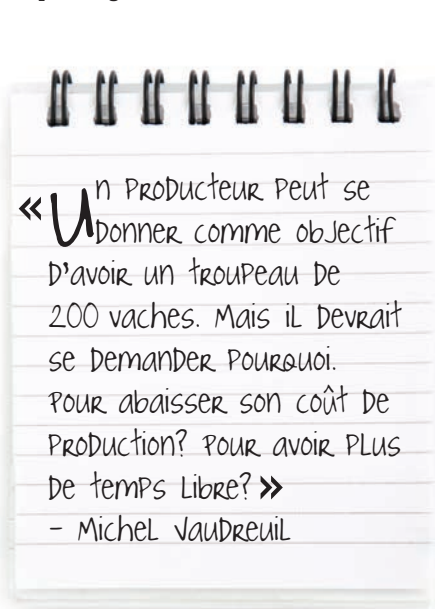 « Un producteur peut se
donner comme objectif
d'avoir un troupeau de
200 vaches. Mais il devrait
se demander pourquoi.
Pour abaisser son coût de
production? Pour avoir plus
de temps libre? »
- Michel Vaudreuil